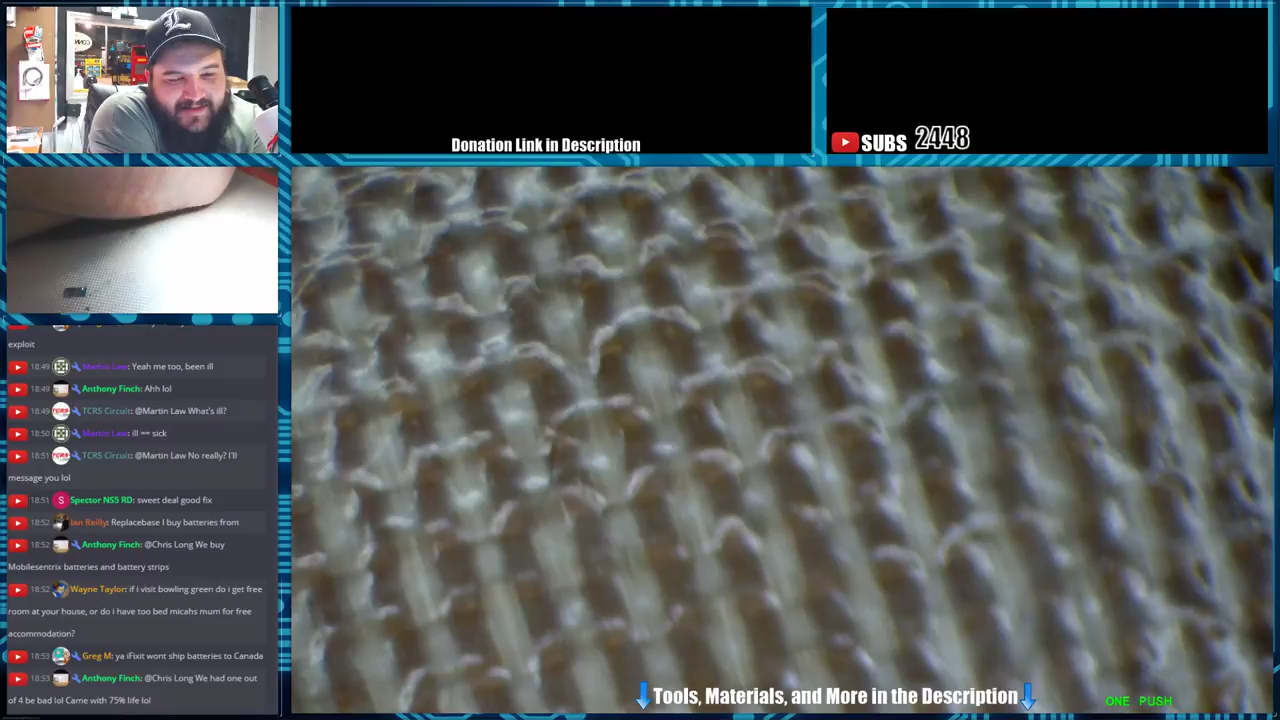 Donation Link in Description
SUBS 2448
exploit
18:49 Martin Law: Yeah me too, been ill
18:49 Anthony Finch: Ahh lol
18:49 TCRS Circuit: @Martin Law What's ill?
18:50 Martin Law: ill == sick
18:51 TCRS Circuit: @Martin Law No really? I'll
message you lol
18:51 Spector NS5 RD: sweet deal good fix
18:52 Ian Reilly: Replacebase I buy batteries from
18:52 Anthony Finch: @Chris Long We buy
Mobilesentrix batteries and battery strips
18:52 Wayne Taylor: if i visit bowling green do i get free
room at your house, or do i have too bed micahs mum for free
accommodation?
18:53 Greg M: ya iFixit wont ship batteries to Canada
18:53 Anthony Finch: @Chris Long We had one out
of 4 be bad lol Came with 75% life lol
Tools, Materials, and More in the Description
ONE PUSH